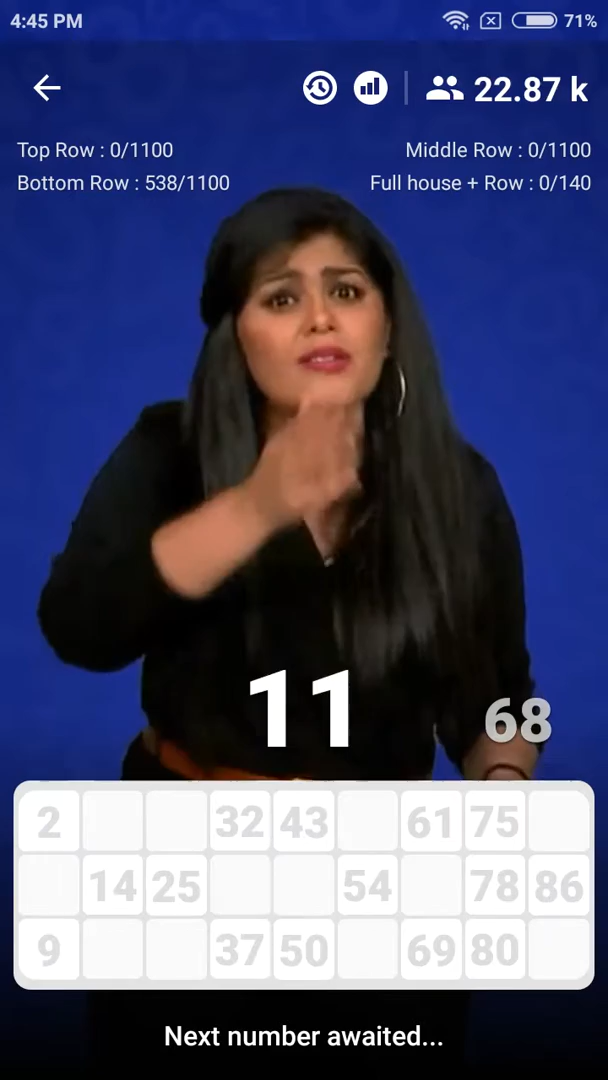 4:45 PM 71%
22.87 k
Top Row : 0/1100 Middle Row : 0/1100
Bottom Row : 538/1100 Full house + Row : 0/140
11 68
2 32 43 61 75
14 25 54 78 86
9 37 50 69 80
Next number awaited...